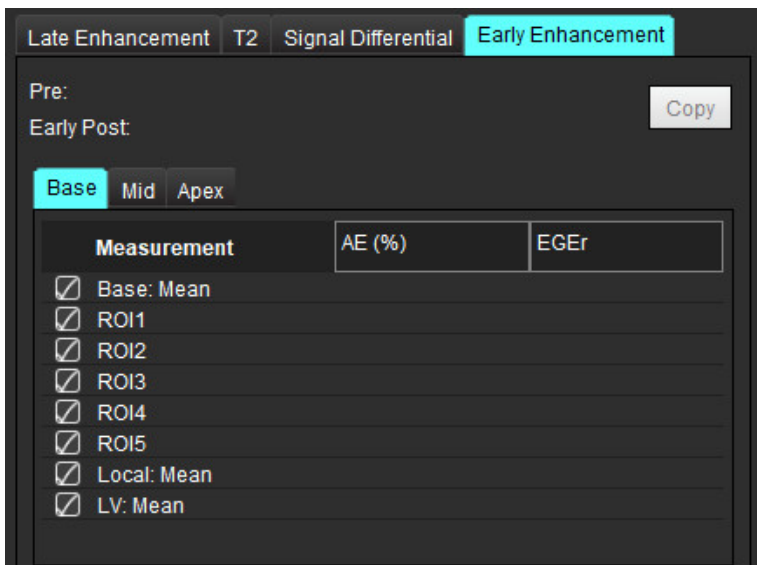 Late Enhancement T2 Signal Differential Early Enhancement
Pre:
Copy
Early Post:
Base Mid Apex
Measurement AE (%) EGEr
Base: Mean
ROI1
ROI2
ROI3
ROI4
ROI5
Local: Mean
LV: Mean